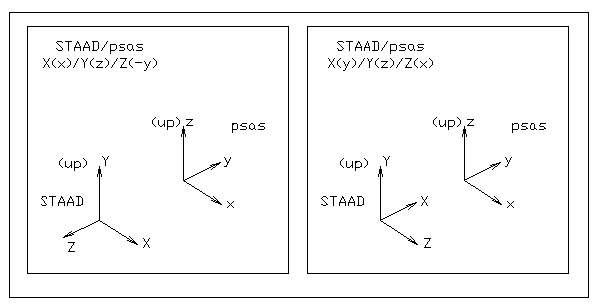 STAAD/psas
X(x)/Y(z)/Z(-y)
(up) z
psas
y
(up) Y
x
STAAD
Z
X
STAAD/psas
X(y)/Y(z)/Z(x)
(up) z
psas
y
(up) Y
x
STAAD
X
Z